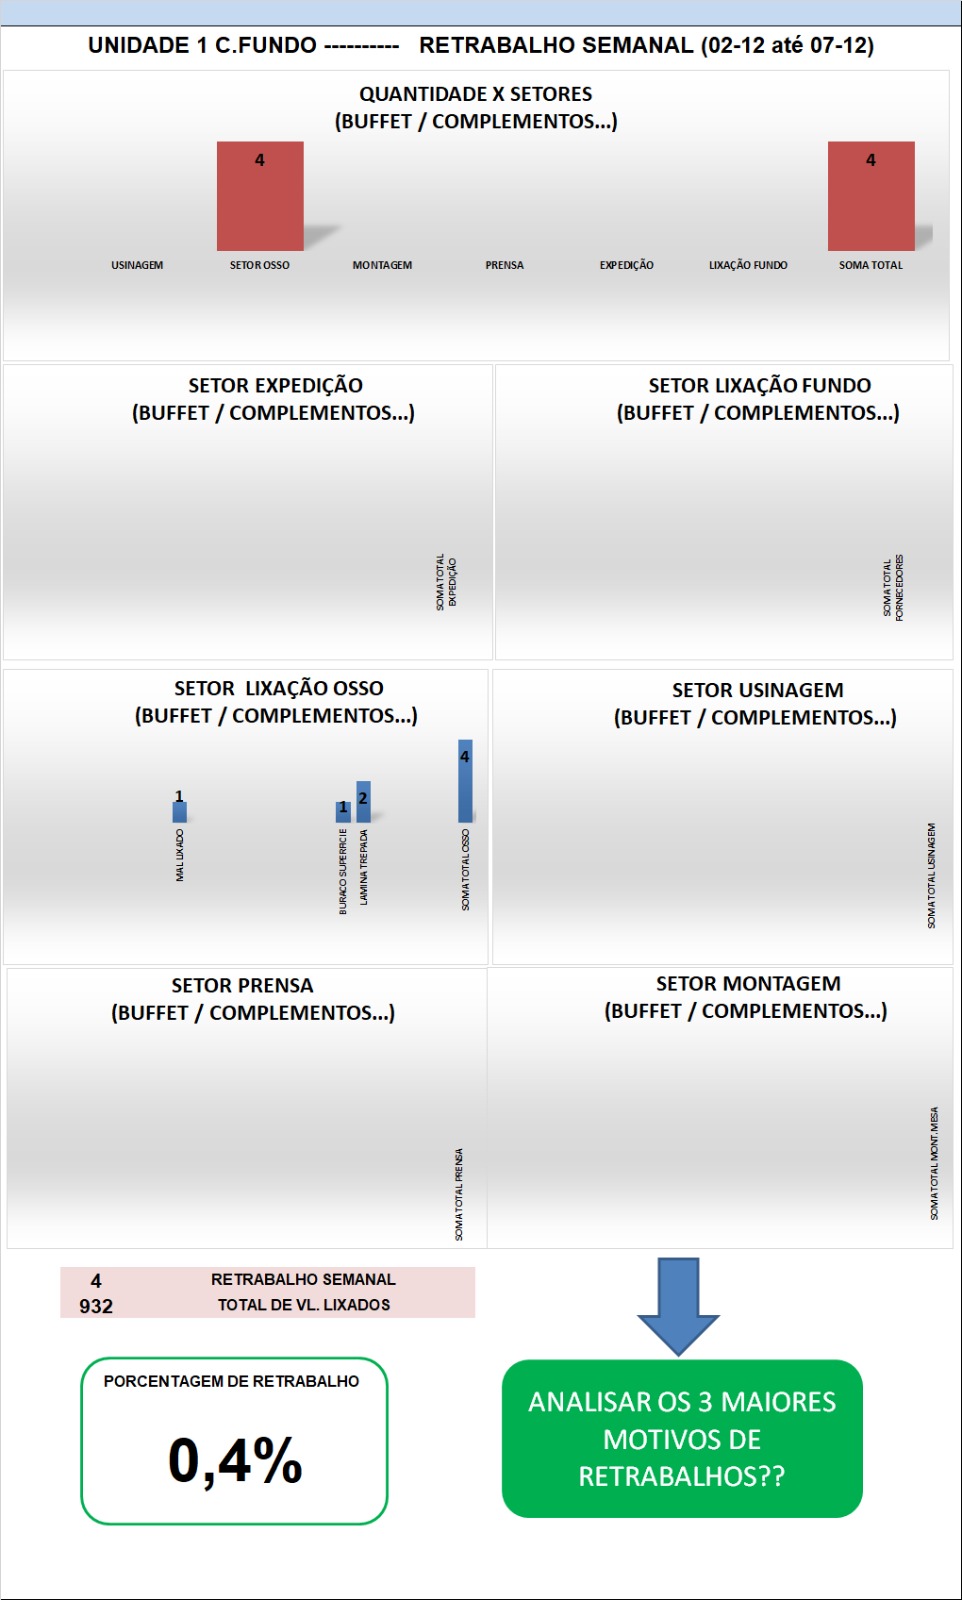 UNIDADE 1 C.FUNDO ---------- RETRABALHO SEMANAL (02-12 até 07-12)
QUANTIDADE X SETORES
(BUFFET / COMPLEMENTOS...)
4
4
USINAGEM
SETOR OSSO
MONTAGEM
PRENSA
EXPEDIÇÃO
LIXAÇÃO FUNDO
SOMA TOTAL
SETOR EXPEDIÇÃO
(BUFFET / COMPLEMENTOS...)
SOMA TOTAL
EXPEDIÇÃO
SETOR LIXAÇÃO FUNDO
(BUFFET / COMPLEMENTOS...)
SOMA TOTAL
FORNECEDORES
SETOR LIXAÇÃO OSSO
(BUFFET / COMPLEMENTOS...)
1
1
2
4
MAL LIXADO
BURACO SUPERFICIE
LAMINA TREPADA
SOMA TOTAL OSSO
SETOR USINAGEM
(BUFFET / COMPLEMENTOS...)
SOMA TOTAL USINAGEM
SETOR PRENSA
(BUFFET / COMPLEMENTOS...)
SOMA TOTAL PRENSA
SETOR MONTAGEM
(BUFFET / COMPLEMENTOS...)
SOMA TOTAL MONT.MESA
4 RETRABALHO SEMANAL
932 TOTAL DE VL. LIXADOS
PORCENTAGEM DE RETRABALHO
0,4%
ANALISAR OS 3 MAIORES
MOTIVOS DE
RETRABALHOS??